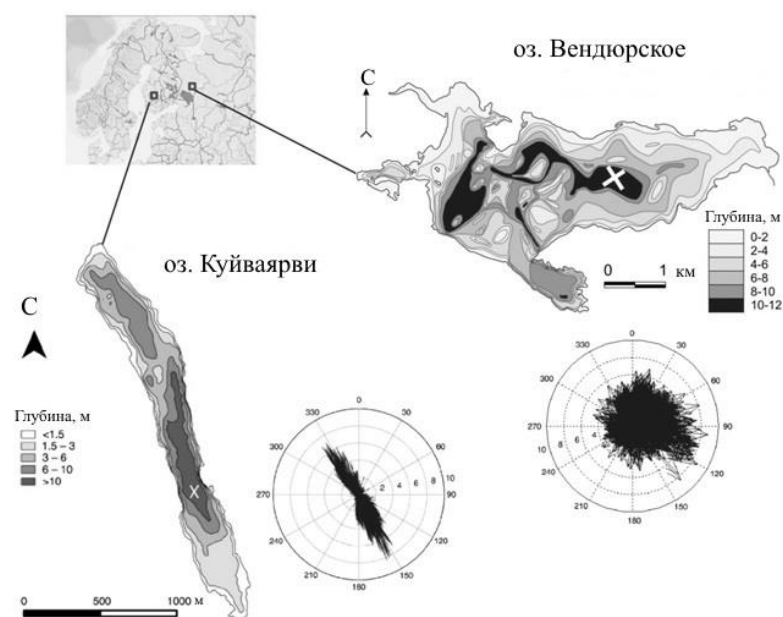 оз. Вендюрское
С
Глубина, м
0-2
2-4
4-6
6-8
8-10
10-12
0 1 км
оз. Куйваярви
С
Глубина, м
<1.5
1.5 – 3
3 – 6
6 – 10
>10
X
0 500 1000 м
0
30
60
90
120
150
180
210
240
270
300
330
2 4 6 8 10
0
30
60
90
120
150
180
210
240
270
300
330
10 8 6 4